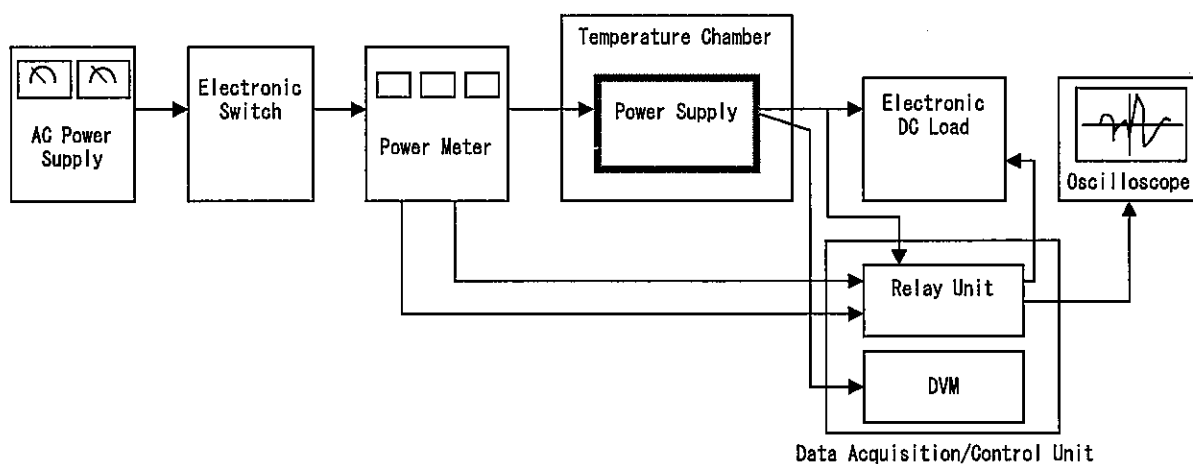 AC Power
Supply
Electronic
Switch
Power Meter
Temperature Chamber
Power Supply
Electronic
DC Load
Oscilloscope
Relay Unit
DVM
Data Acquisition/Control Unit